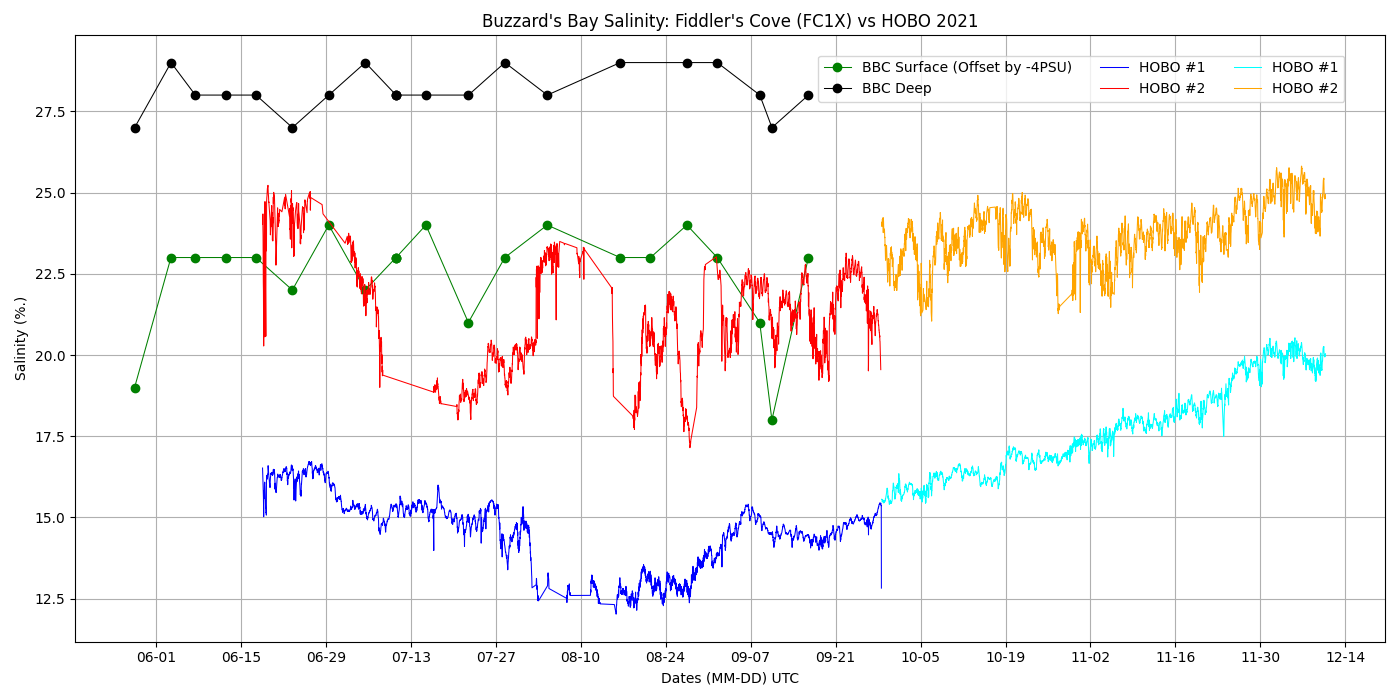 Buzzard's Bay Salinity: Fiddler's Cove (FC1X) vs HOBO 2021
BBC Surface (Offset by -4PSU)
BBC Deep
HOBO #1
HOBO #2
HOBO #1
HOBO #2
Salinity (%.)
27.5
25.0
22.5
20.0
17.5
15.0
12.5
06-01 06-15 06-29 07-13 07-27 08-10 08-24 09-07 09-21 10-05 10-19 11-02 11-16 11-30 12-14
Dates (MM-DD) UTC